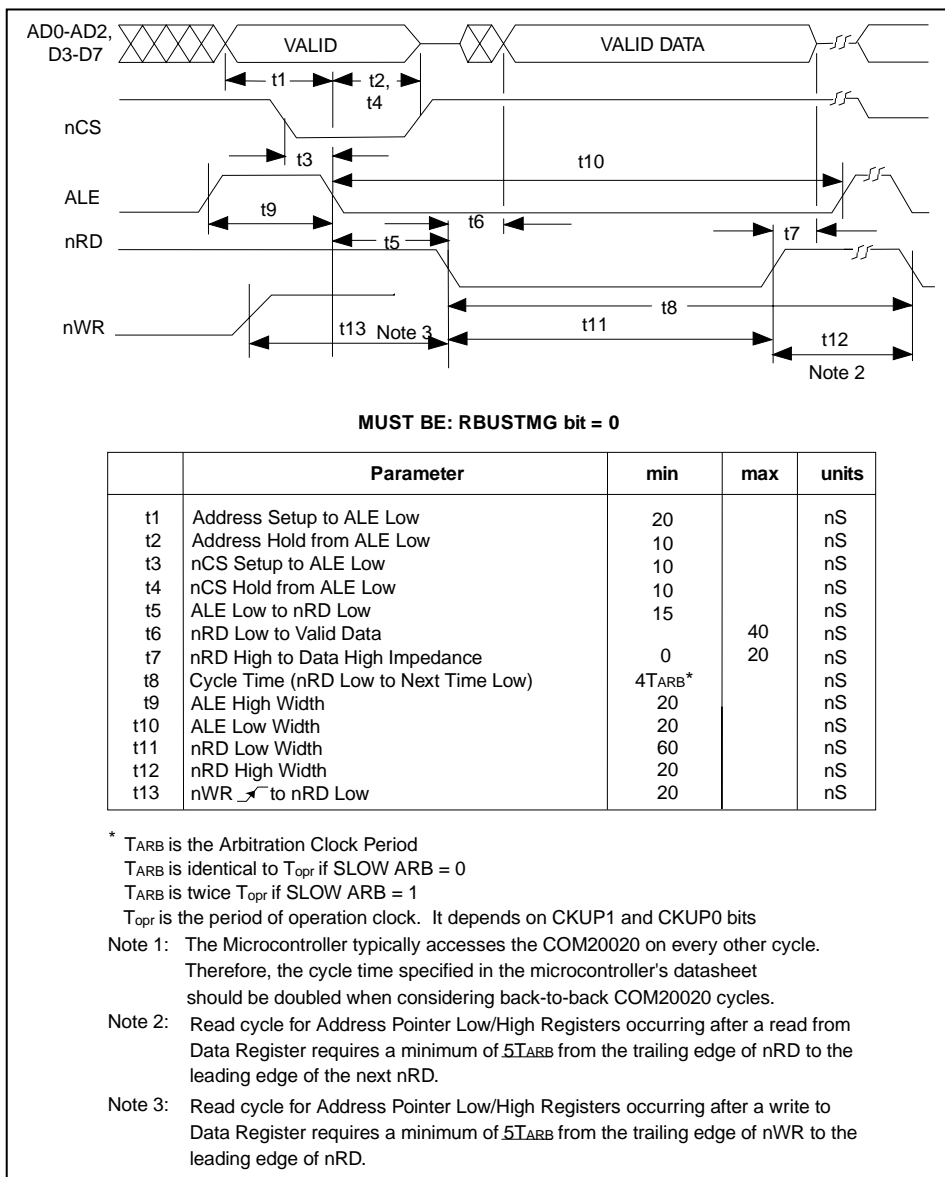 AD0-AD2,
D3-D7
VALID
VALID DATA
t1
t2,
t4
nCS
t3
t10
ALE
t9
t6
nRD
t5
t7
t8
nWR
t13 Note 3
t11
t12
Note 2
MUST BE: RBUSTMG bit = 0
Parameter min max units
t1 Address Setup to ALE Low 20 nS
t2 Address Hold from ALE Low 10 nS
t3 nCS Setup to ALE Low 10 nS
t4 nCS Hold from ALE Low 10 nS
t5 ALE Low to nRD Low 15 nS
t6 nRD Low to Valid Data 40 nS
t7 nRD High to Data High Impedance 0 20 nS
t8 Cycle Time (nRD Low to Next Time Low) 4TARB* nS
t9 ALE High Width 20 nS
t10 ALE Low Width 20 nS
t11 nRD Low Width 60 nS
t12 nRD High Width 20 nS
t13 nWR to nRD Low 20 nS
* TARB is the Arbitration Clock Period
TARB is identical to Topr if SLOW ARB = 0
TARB is twice Topr if SLOW ARB = 1
Topr is the period of operation clock. It depends on CKUP1 and CKUP0 bits
Note 1: The Microcontroller typically accesses the COM20020 on every other cycle.
Therefore, the cycle time specified in the microcontroller's datasheet
should be doubled when considering back-to-back COM20020 cycles.
Note 2: Read cycle for Address Pointer Low/High Registers occurring after a read from
Data Register requires a minimum of 5TARB from the trailing edge of nRD to the
leading edge of the next nRD.
Note 3: Read cycle for Address Pointer Low/High Registers occurring after a write to
Data Register requires a minimum of 5TARB from the trailing edge of nWR to the
leading edge of nRD.